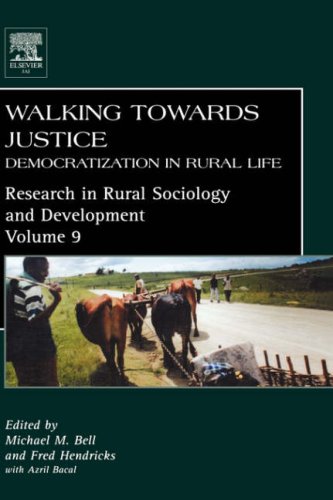 ELSEVIER
JAI
WALKING TOWARDS
JUSTICE
DEMOCRATIZATION IN RURAL LIFE
Research in Rural Sociology
and Development
Volume 9
Edited by
Michael M. Bell
and Fred Hendricks
with Azril Bacal